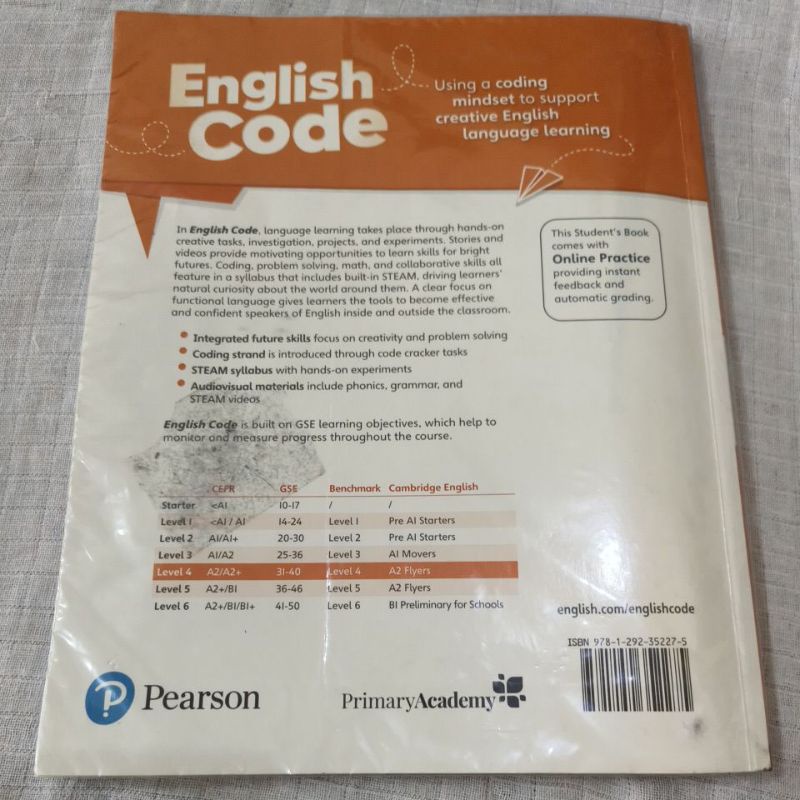 English
Code
Using a coding
mindset to support
creative English
language learning
In English Code, language learning takes place through hands-on
creative tasks, investigation, projects, and experiments. Stories and
videos provide motivating opportunities to learn skills for bright
futures. Coding, problem solving, math, and collaborative skills all
feature in a syllabus that includes built-in STEAM, driving learners'
natural curiosity about the world around them. A clear focus on
functional language gives learners the tools to become effective
and confident speakers of English inside and outside the classroom.
• Integrated future skills focus on creativity and problem solving
• Coding strand is introduced through code cracker tasks
• STEAM syllabus with hands-on experiments
• Audiovisual materials include phonics, grammar, and
STEAM videos
English Code is built on GSE learning objectives, which help to
monitor and measure progress throughout the course.
This Student's Book
comes with
Online Practice
providing instant
feedback and
automatic grading.
CEFR GSE Benchmark Cambridge English
Starter <A1 10-17 / /
Level 1 <A1 / A1 14-24 Level 1 Pre A1 Starters
Level 2 A1/A1+ 20-30 Level 2 Pre A1 Starters
Level 3 A1/A2 25-36 Level 3 A1 Movers
Level 4 A2/A2+ 31-40 Level 4 A2 Flyers
Level 5 A2+/B1 36-46 Level 5 A2 Flyers
Level 6 A2+/B1/B1+ 41-50 Level 6 B1 Preliminary for Schools
english.com/englishcode
ISBN 978-1-292-35227-5
Pearson
PrimaryAcademy